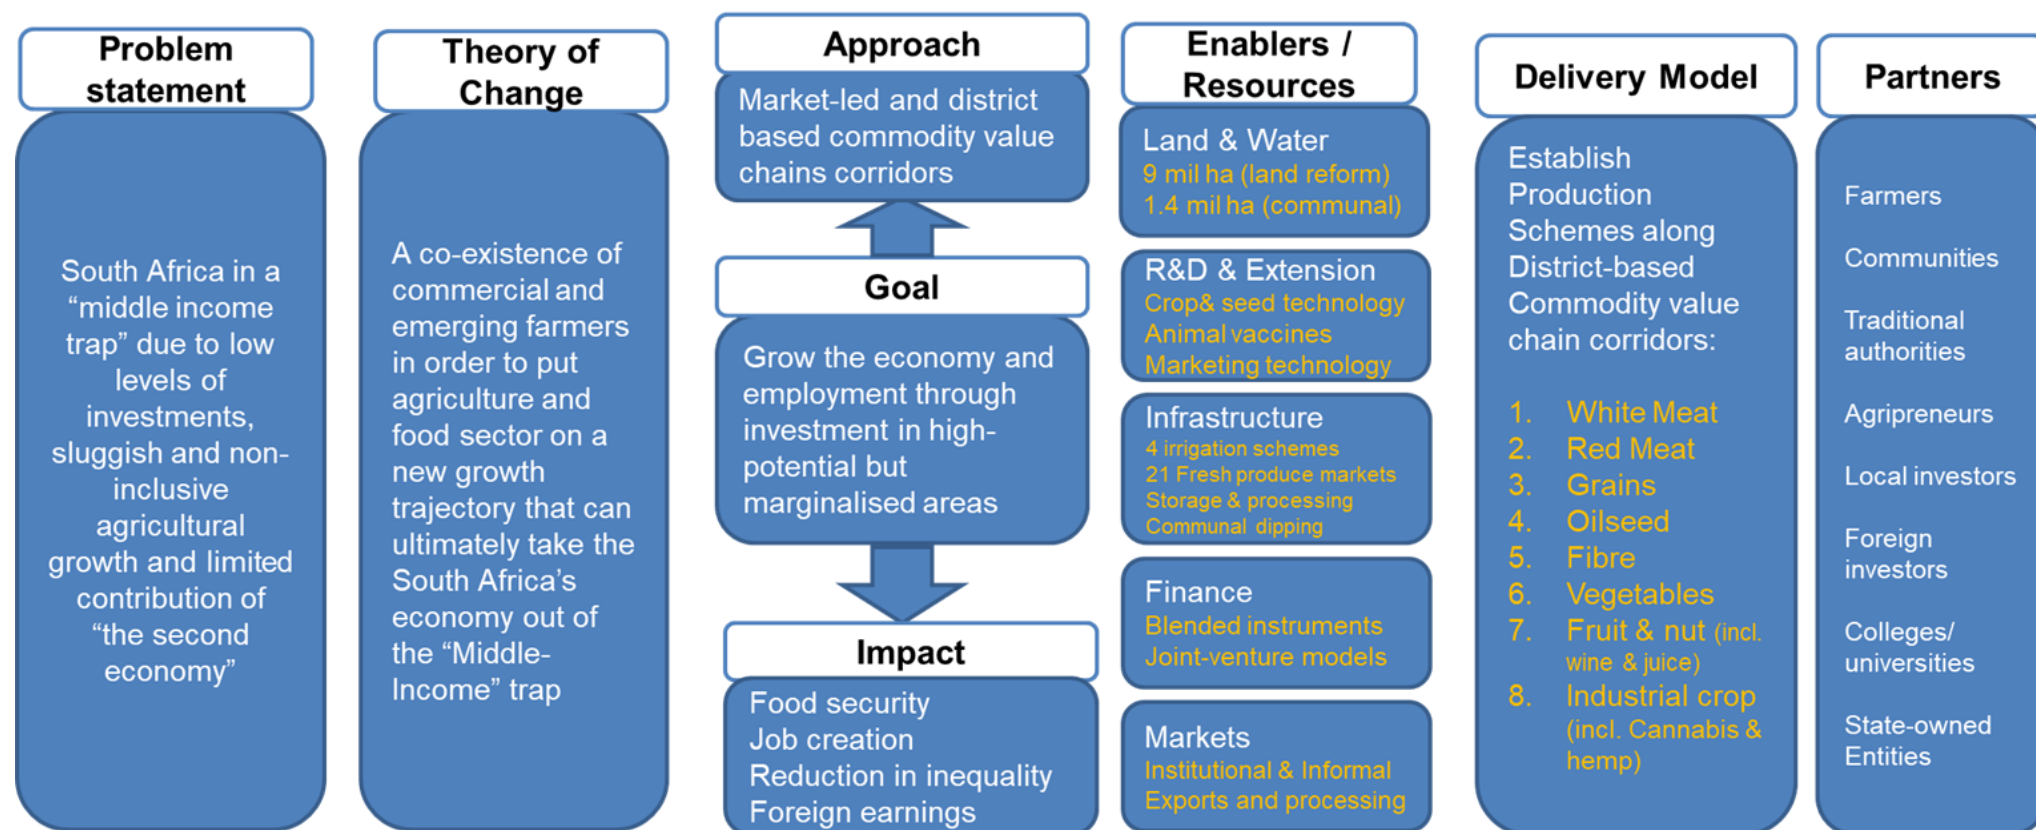 Problem
statement
South Africa in a
“middle income
trap” due to low
levels of
investments,
sluggish and non-
inclusive
agricultural
growth and limited
contribution of
“the second
economy”
Theory of
Change
A co-existence of
commercial and
emerging farmers
in order to put
agriculture and
food sector on a
new growth
trajectory that can
ultimately take the
South Africa’s
economy out of
the “Middle-
Income” trap
Approach
Market-led and district
based commodity value
chains corridors
Goal
Grow the economy and
employment through
investment in high-
potential but
marginalised areas
Impact
Food security
Job creation
Reduction in inequality
Foreign earnings
Enablers /
Resources
Land & Water
9 mil ha (land reform)
1.4 mil ha (communal)
R&D & Extension
Crop& seed technology
Animal vaccines
Marketing technology
Infrastructure
4 irrigation schemes
21 Fresh produce markets
Storage & processing
Communal dipping
Finance
Blended instruments
Joint-venture models
Markets
Institutional & Informal
Exports and processing
Delivery Model
Establish
Production
Schemes along
District-based
Commodity value
chain corridors:
1. White Meat
2. Red Meat
3. Grains
4. Oilseed
5. Fibre
6. Vegetables
7. Fruit & nut (incl.
wine & juice)
8. Industrial crop
(incl. Cannabis &
hemp)
Partners
Farmers
Communities
Traditional
authorities
Agripreneurs
Local investors
Foreign
investors
Colleges/
universities
State-owned
Entities